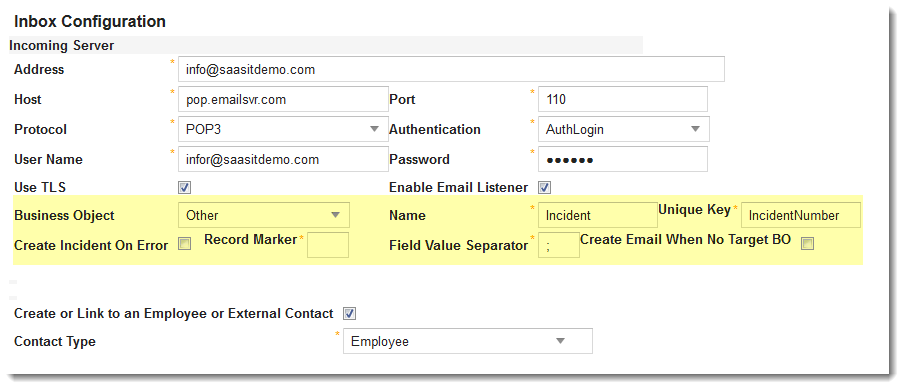 Inbox Configuration
Incoming Server
Address * info@saasitdemo.com
Host * pop.emailsvr.com Port * 110
Protocol * POP3 Authentication * AuthLogin
User Name * infor@saasitdemo.com Password * ●●●●●●
Use TLS Enable Email Listener
Business Object Other Name * Incident Unique Key * IncidentNumber
Create Incident On Error Record Marker * Field Value Separator * ; Create Email When No Target BO
Create or Link to an Employee or External Contact
Contact Type * Employee